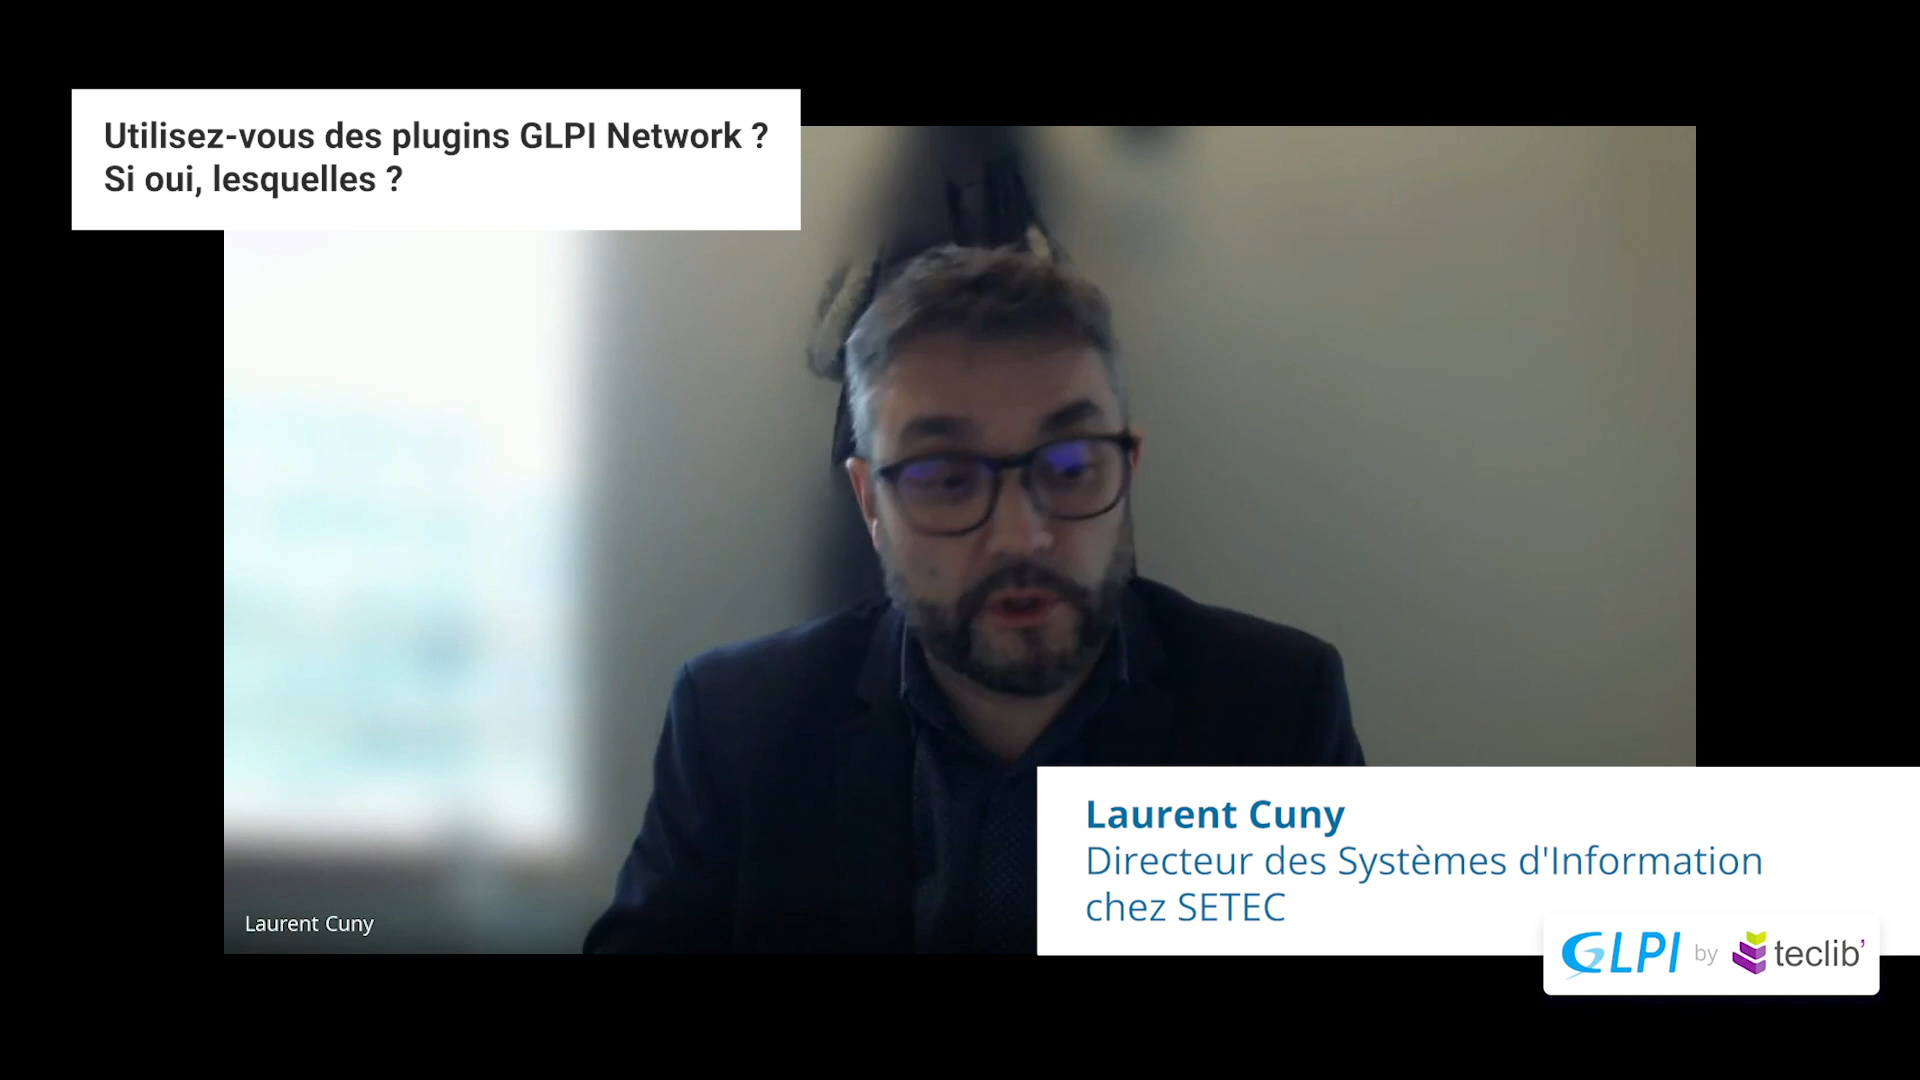 Utilisez-vous des plugins GLPI Network ?
Si oui, lesquelles ?
Laurent Cuny
Laurent Cuny
Directeur des Systèmes d'Information
chez SETEC
GLPI by teclib'